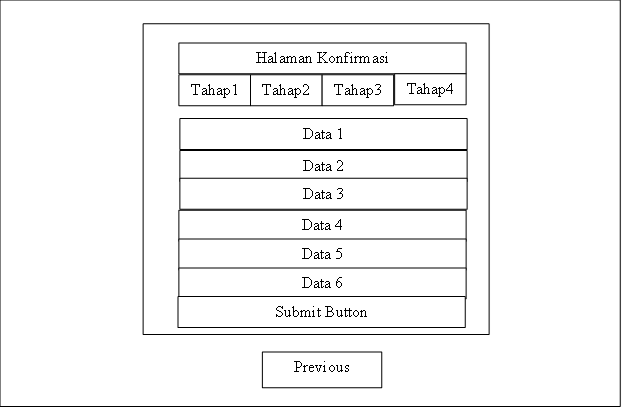 Halaman Konfirmasi
Tahap1 Tahap2 Tahap3 Tahap4
Data 1
Data 2
Data 3
Data 4
Data 5
Data 6
Submit Button
Previous